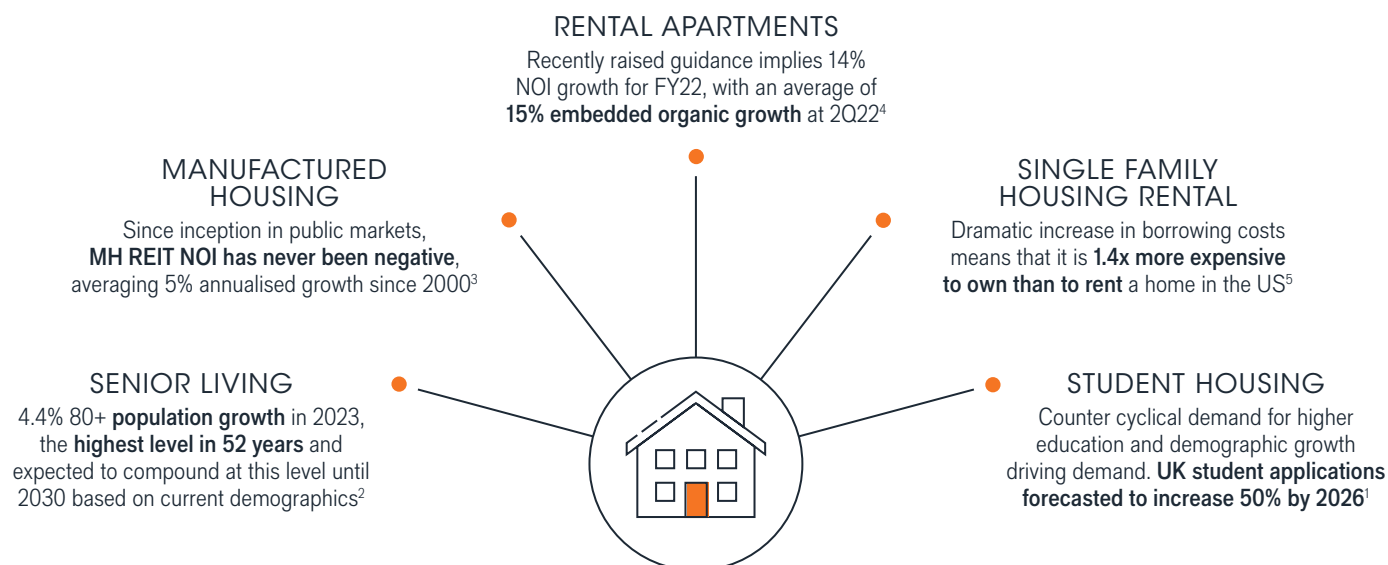 RENTAL APARTMENTS
Recently raised guidance implies 14%
NOI growth for FY22, with an average of
15% embedded organic growth at 2Q22⁴
MANUFACTURED
HOUSING
Since inception in public markets,
MH REIT NOI has never been negative,
averaging 5% annualised growth since 2000³
SINGLE FAMILY
HOUSING RENTAL
Dramatic increase in borrowing costs
means that it is 1.4x more expensive
to own than to rent a home in the US⁵
SENIOR LIVING
4.4% 80+ population growth in 2023,
the highest level in 52 years and
expected to compound at this level until
2030 based on current demographics²
STUDENT HOUSING
Counter cyclical demand for higher
education and demographic growth
driving demand. UK student applications
forecasted to increase 50% by 2026¹